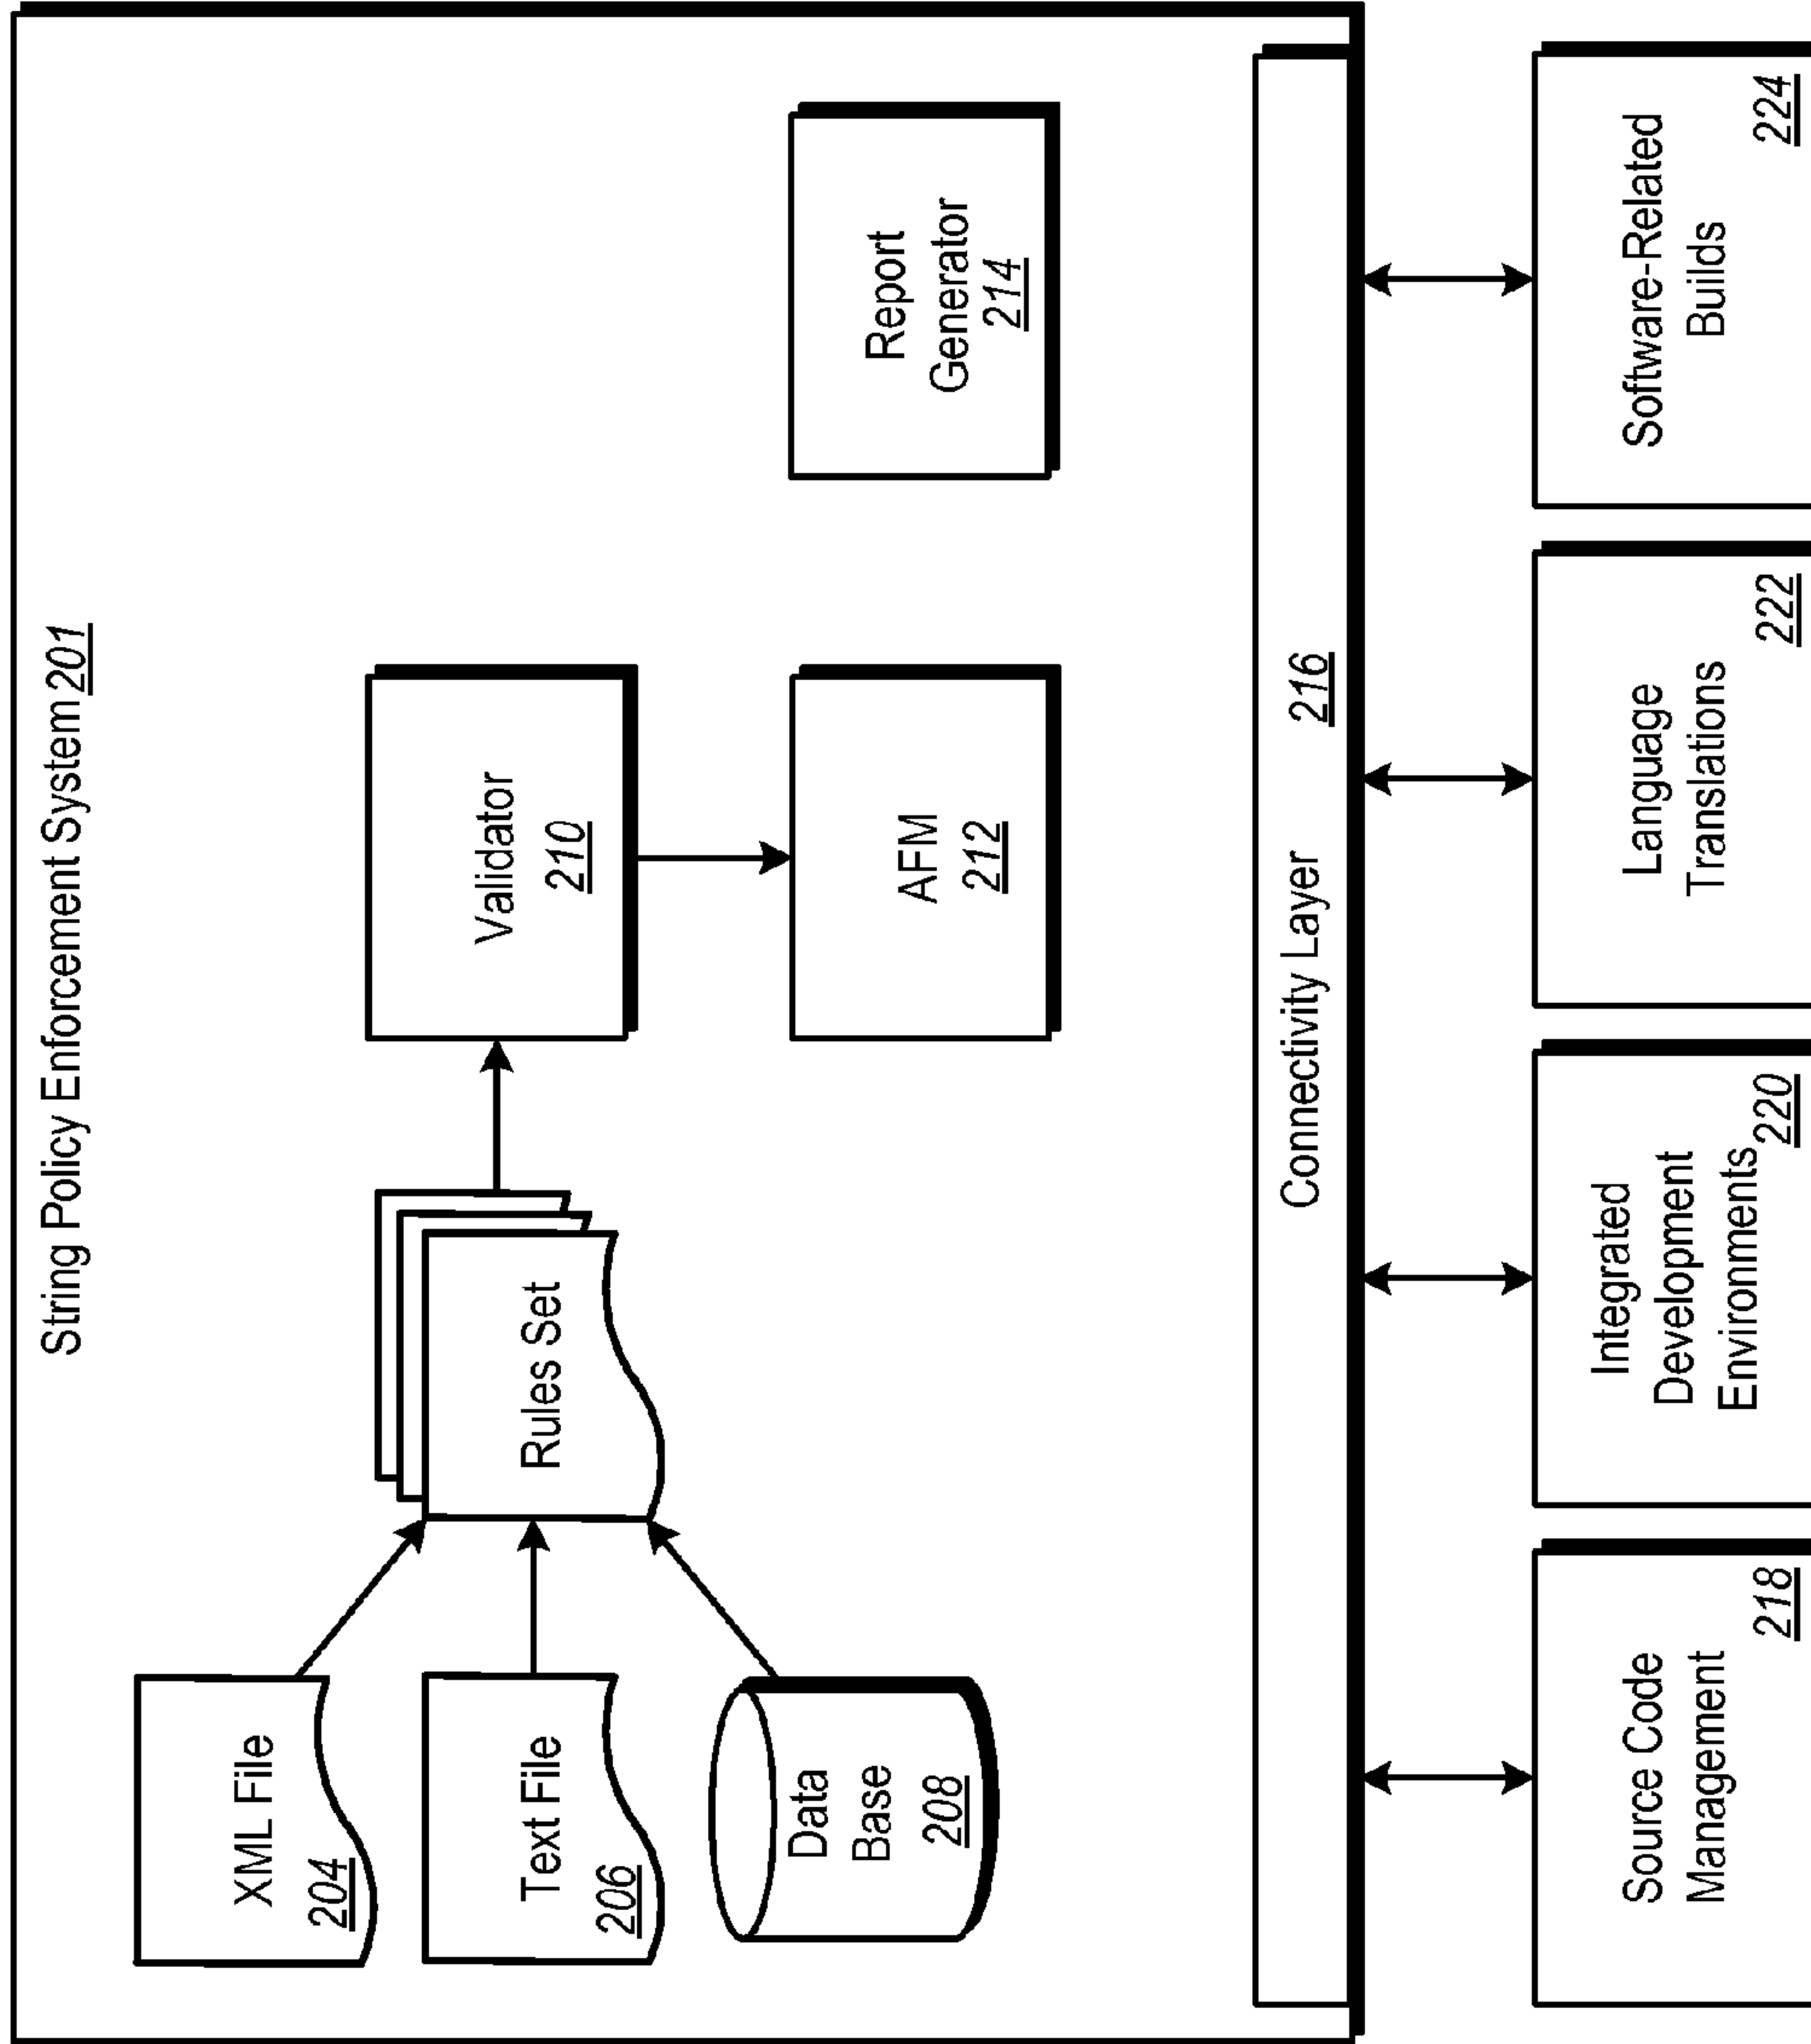 String Policy Enforcement System 201
XML File
204
Text File
206
Data
Base
208
Rules Set
Validator
210
AFM
212
Report
Generator
214
Connectivity Layer 216
Source Code
Management
218
Integrated
Development
Environments
220
Language
Translations
222
Software-Related
Builds
224